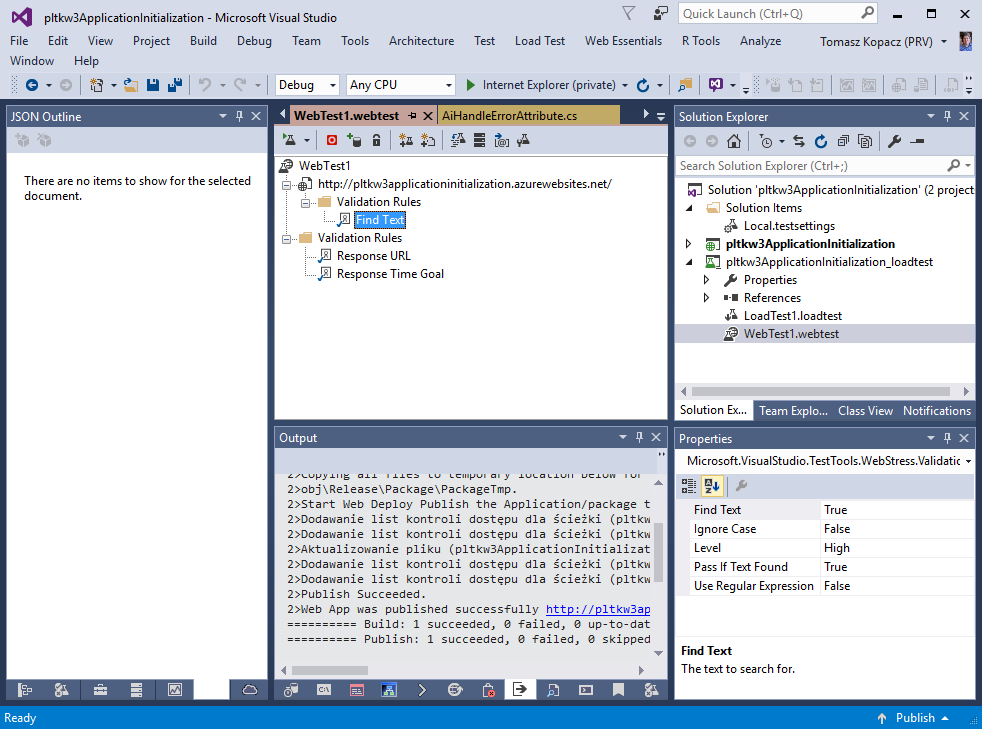 pltkw3ApplicationInitialization - Microsoft Visual Studio
Quick Launch (Ctrl+Q)
File Edit View Project Build Debug Team Tools Architecture Test Load Test Web Essentials R Tools Analyze Tomasz Kopacz (PRV)
Window Help
Debug Any CPU Internet Explorer (private)
JSON Outline
There are no items to show for the selected
document.
WebTest1.webtest AiHandleErrorAttribute.cs
WebTest1
http://pltkw3applicationinitialization.azurewebsites.net/
Validation Rules
Find Text
Validation Rules
Response URL
Response Time Goal
Output
2>Copying all files to temporary location below for
2>obj\Release\Package\PackageTmp.
2>Start Web Deploy Publish the Application/package t
2>Dodawanie list kontroli dostępu dla ścieżki (pltkw
2>Dodawanie list kontroli dostępu dla ścieżki (pltkw
2>Aktualizowanie pliku (pltkw3ApplicationInitializat
2>Dodawanie list kontroli dostępu dla ścieżki (pltkw
2>Dodawanie list kontroli dostępu dla ścieżki (pltkw
2>Publish Succeeded.
2>Web App was published successfully http://pltkw3ap
========== Build: 1 succeeded, 0 failed, 0 up-to-dat
========== Publish: 1 succeeded, 0 failed, 0 skipped
Solution Explorer
Search Solution Explorer (Ctrl+;)
Solution 'pltkw3ApplicationInitialization' (2 project
Solution Items
Local.testsettings
pltkw3ApplicationInitialization
pltkw3ApplicationInitialization_loadtest
Properties
References
LoadTest1.loadtest
WebTest1.webtest
Solution Ex... Team Explo... Class View Notifications
Properties
Microsoft.VisualStudio.TestTools.WebStress.Validatic
Find Text True
Ignore Case False
Level High
Pass If Text Found True
Use Regular Expression False
Find Text
The text to search for.
Ready
Publish